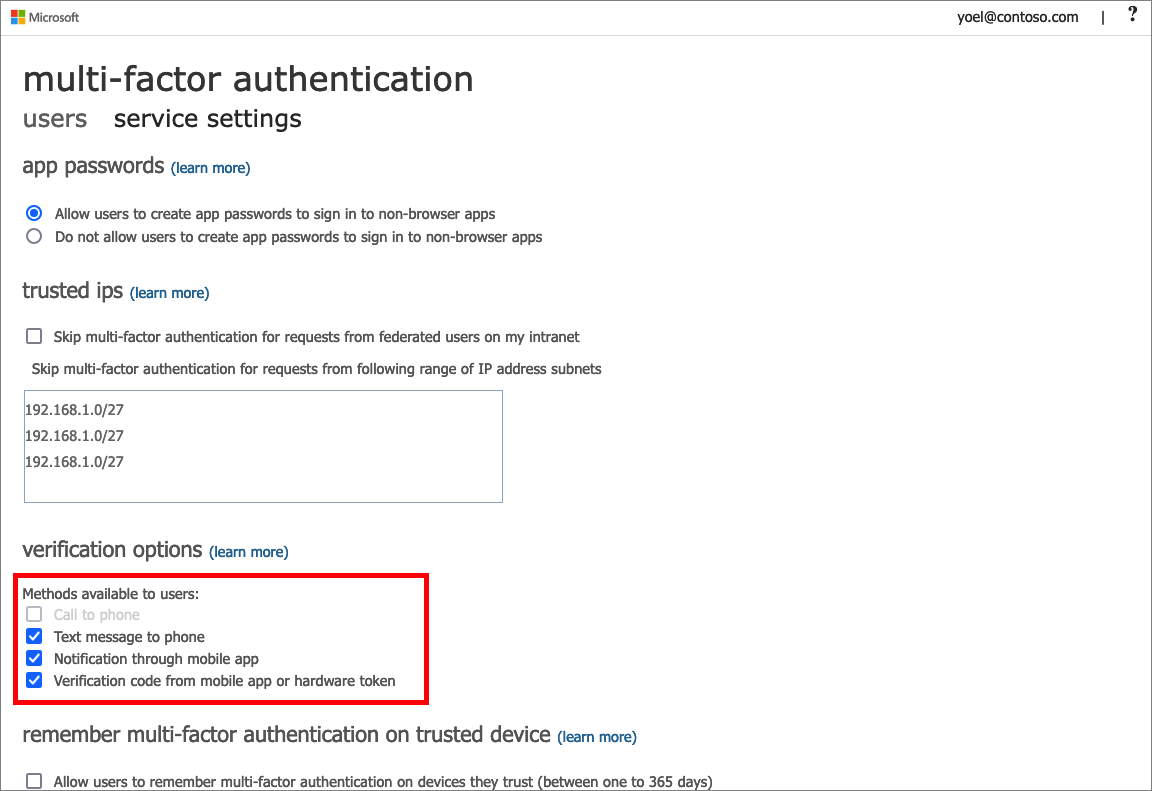 Microsoft yoel@contoso.com | ?
multi-factor authentication
users service settings
app passwords (learn more)
Allow users to create app passwords to sign in to non-browser apps
Do not allow users to create app passwords to sign in to non-browser apps
trusted ips (learn more)
Skip multi-factor authentication for requests from federated users on my intranet
Skip multi-factor authentication for requests from following range of IP address subnets
192.168.1.0/27
192.168.1.0/27
192.168.1.0/27
verification options (learn more)
Methods available to users:
Call to phone
Text message to phone
Notification through mobile app
Verification code from mobile app or hardware token
remember multi-factor authentication on trusted device (learn more)
Allow users to remember multi-factor authentication on devices they trust (between one to 365 days)